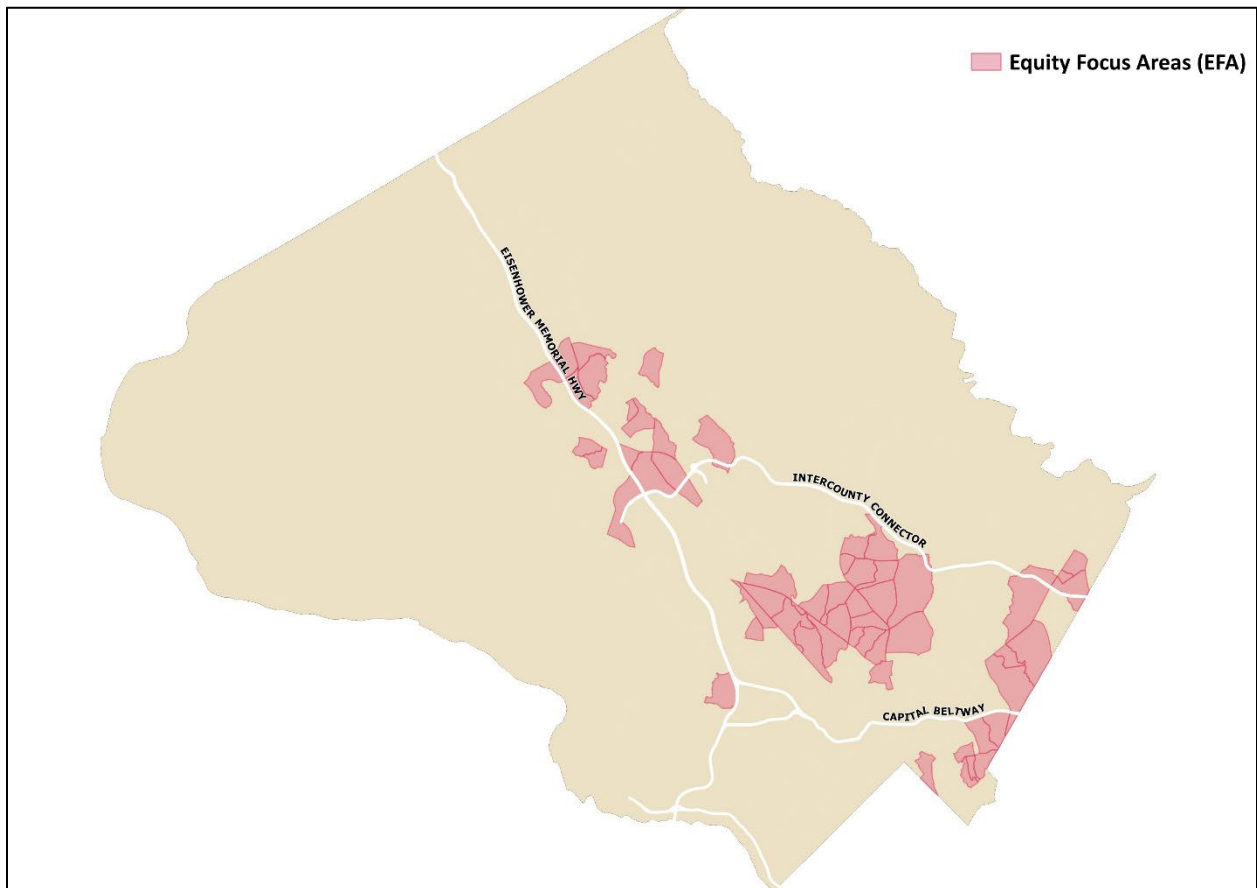 Equity Focus Areas (EFA)
EISENHOWER MEMORIAL HWY
INTERCOUNTY CONNECTOR
CAPITAL BELTWAY